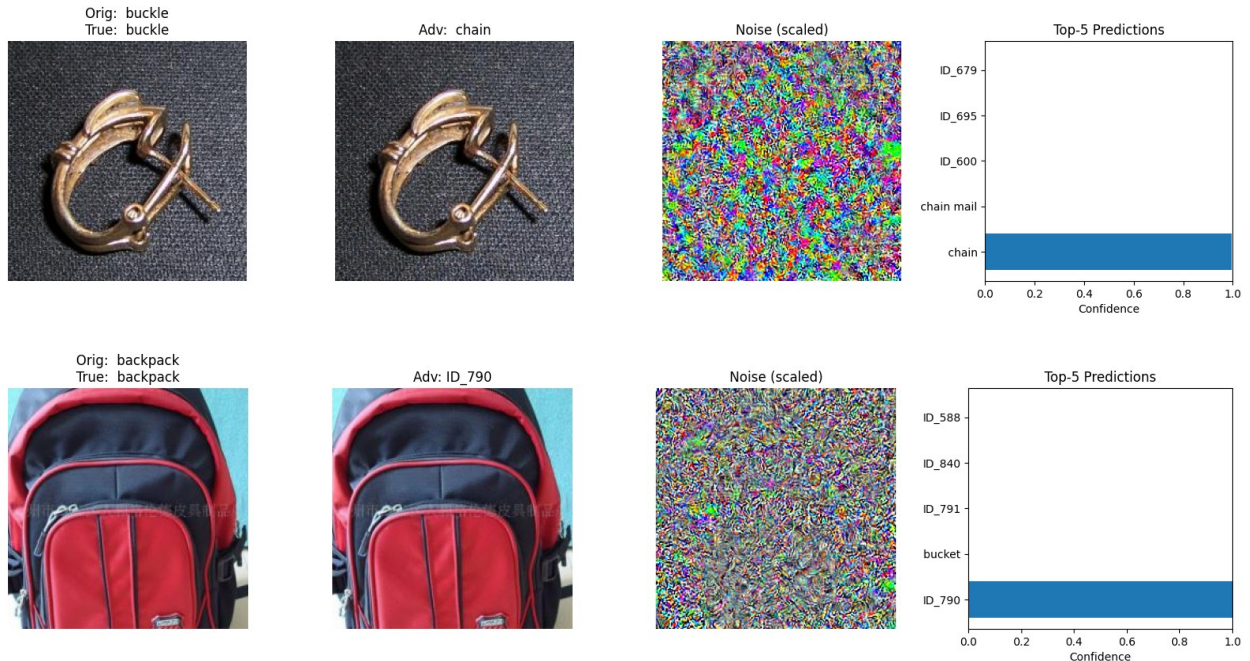 Orig:  buckle
True:  buckle
Adv:  chain
Noise (scaled)
Top-5 Predictions
ID_679
ID_695
ID_600
chain mail
chain
0.0 0.2 0.4 0.6 0.8 1.0
Confidence
Orig:  backpack
True:  backpack
Adv: ID_790
Noise (scaled)
Top-5 Predictions
ID_588
ID_840
ID_791
bucket
ID_790
0.0 0.2 0.4 0.6 0.8 1.0
Confidence